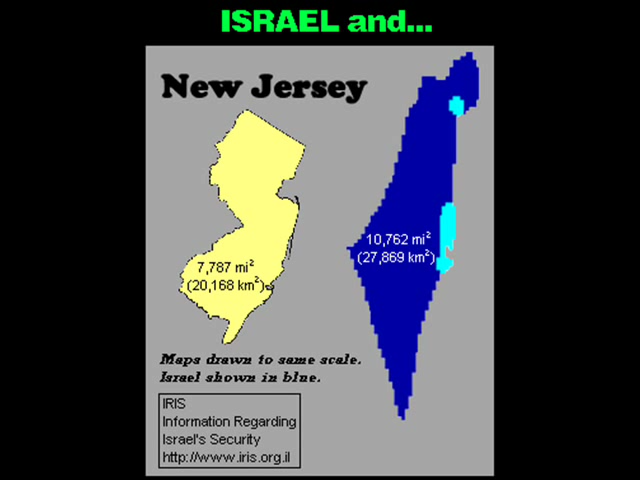 ISRAEL and...
New Jersey
7,787 mi²
(20,168 km²)
10,762 mi²
(27,869 km²)
Maps drawn to same scale.
Israel shown in blue.
IRIS
Information Regarding
Israel's Security
http://www.iris.org.il